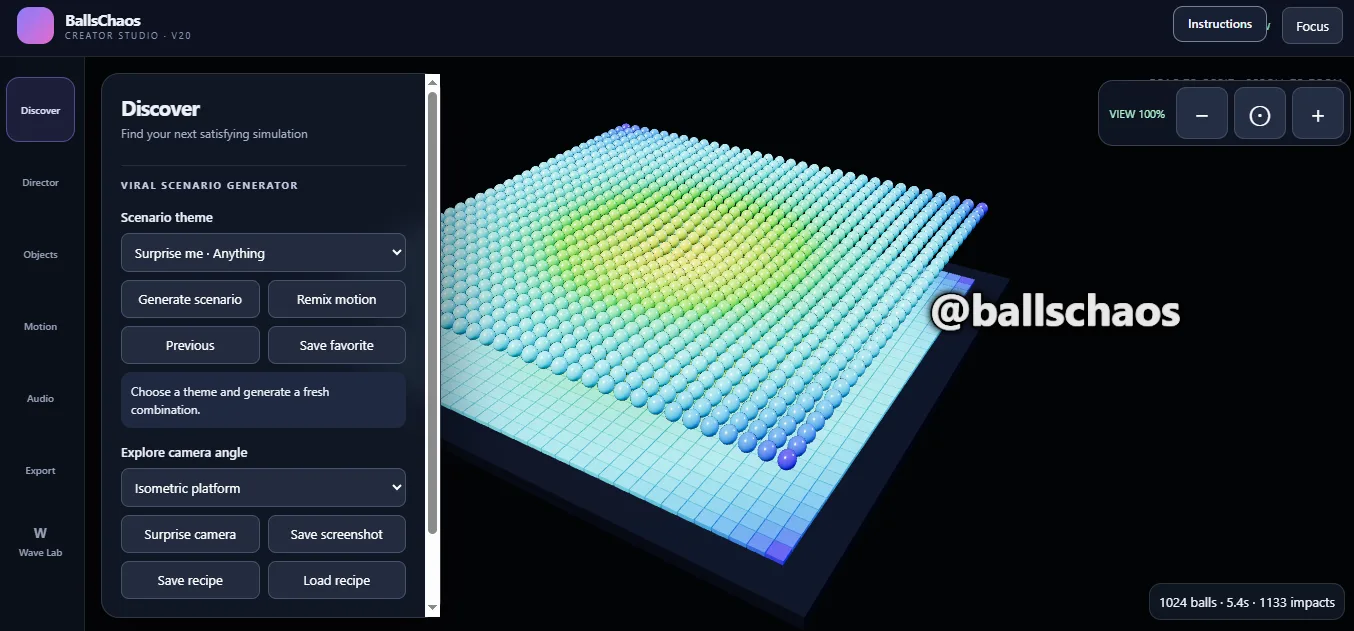 BallsChaos
CREATOR STUDIO · V20
Instructions
Focus
Discover
Director
Objects
Motion
Audio
Export
W
Wave Lab
Discover
Find your next satisfying simulation
VIRAL SCENARIO GENERATOR
Scenario theme
Surprise me · Anything
Generate scenario
Remix motion
Previous
Save favorite
Choose a theme and generate a fresh
combination.
Explore camera angle
Isometric platform
Surprise camera
Save screenshot
Save recipe
Load recipe
VIEW 100%
−
+
@ballschaos
1024 balls · 5.4s · 1133 impacts